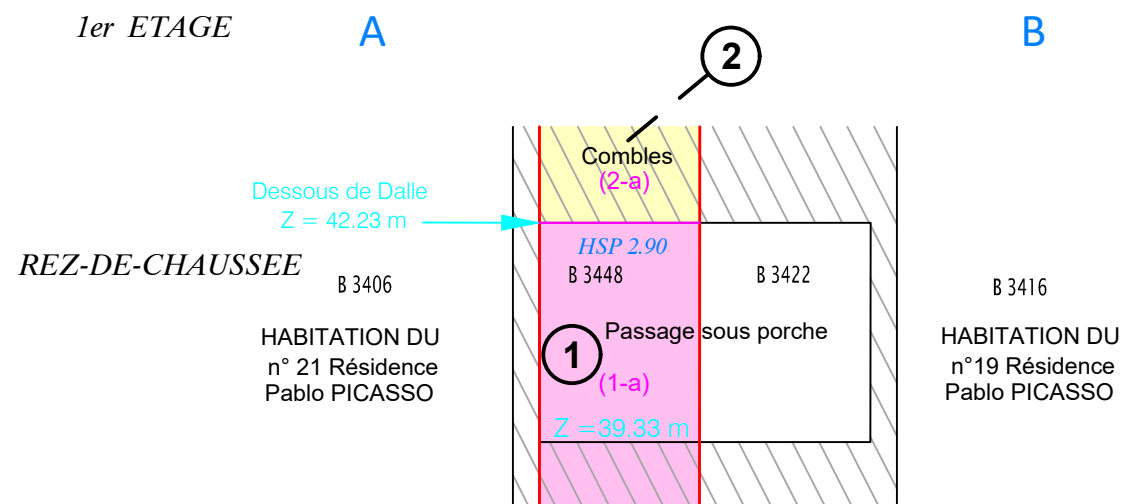 1er ETAGE
A
B
2
Combles
(2-a)
Dessous de Dalle
Z = 42.23 m
HSP 2.90
REZ-DE-CHAUSSEE
B 3406
B 3448
B 3422
B 3416
HABITATION DU
n° 21 Résidence
Pablo PICASSO
1
Passage sous porche
(1-a)
Z =39.33 m
HABITATION DU
n°19 Résidence
Pablo PICASSO